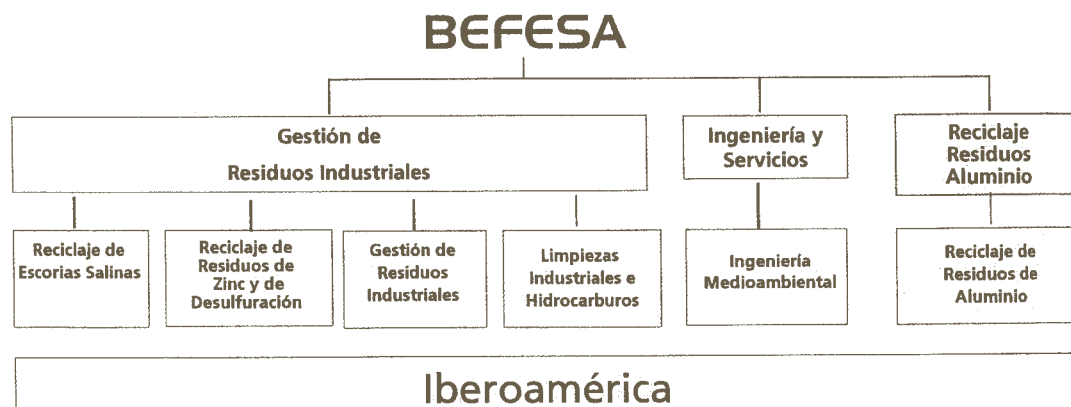 BEFESA
Gestión de
Residuos Industriales
Ingeniería y
Servicios
Reciclaje
Residuos
Aluminio
Reciclaje de
Escorias Salinas
Reciclaje de
Residuos de
Zinc y de
Desulfuración
Gestión de
Residuos
Industriales
Limpiezas
Industriales e
Hidrocarburos
Ingeniería
Medioambiental
Reciclaje de
Residuos de
Aluminio
Iberoamérica